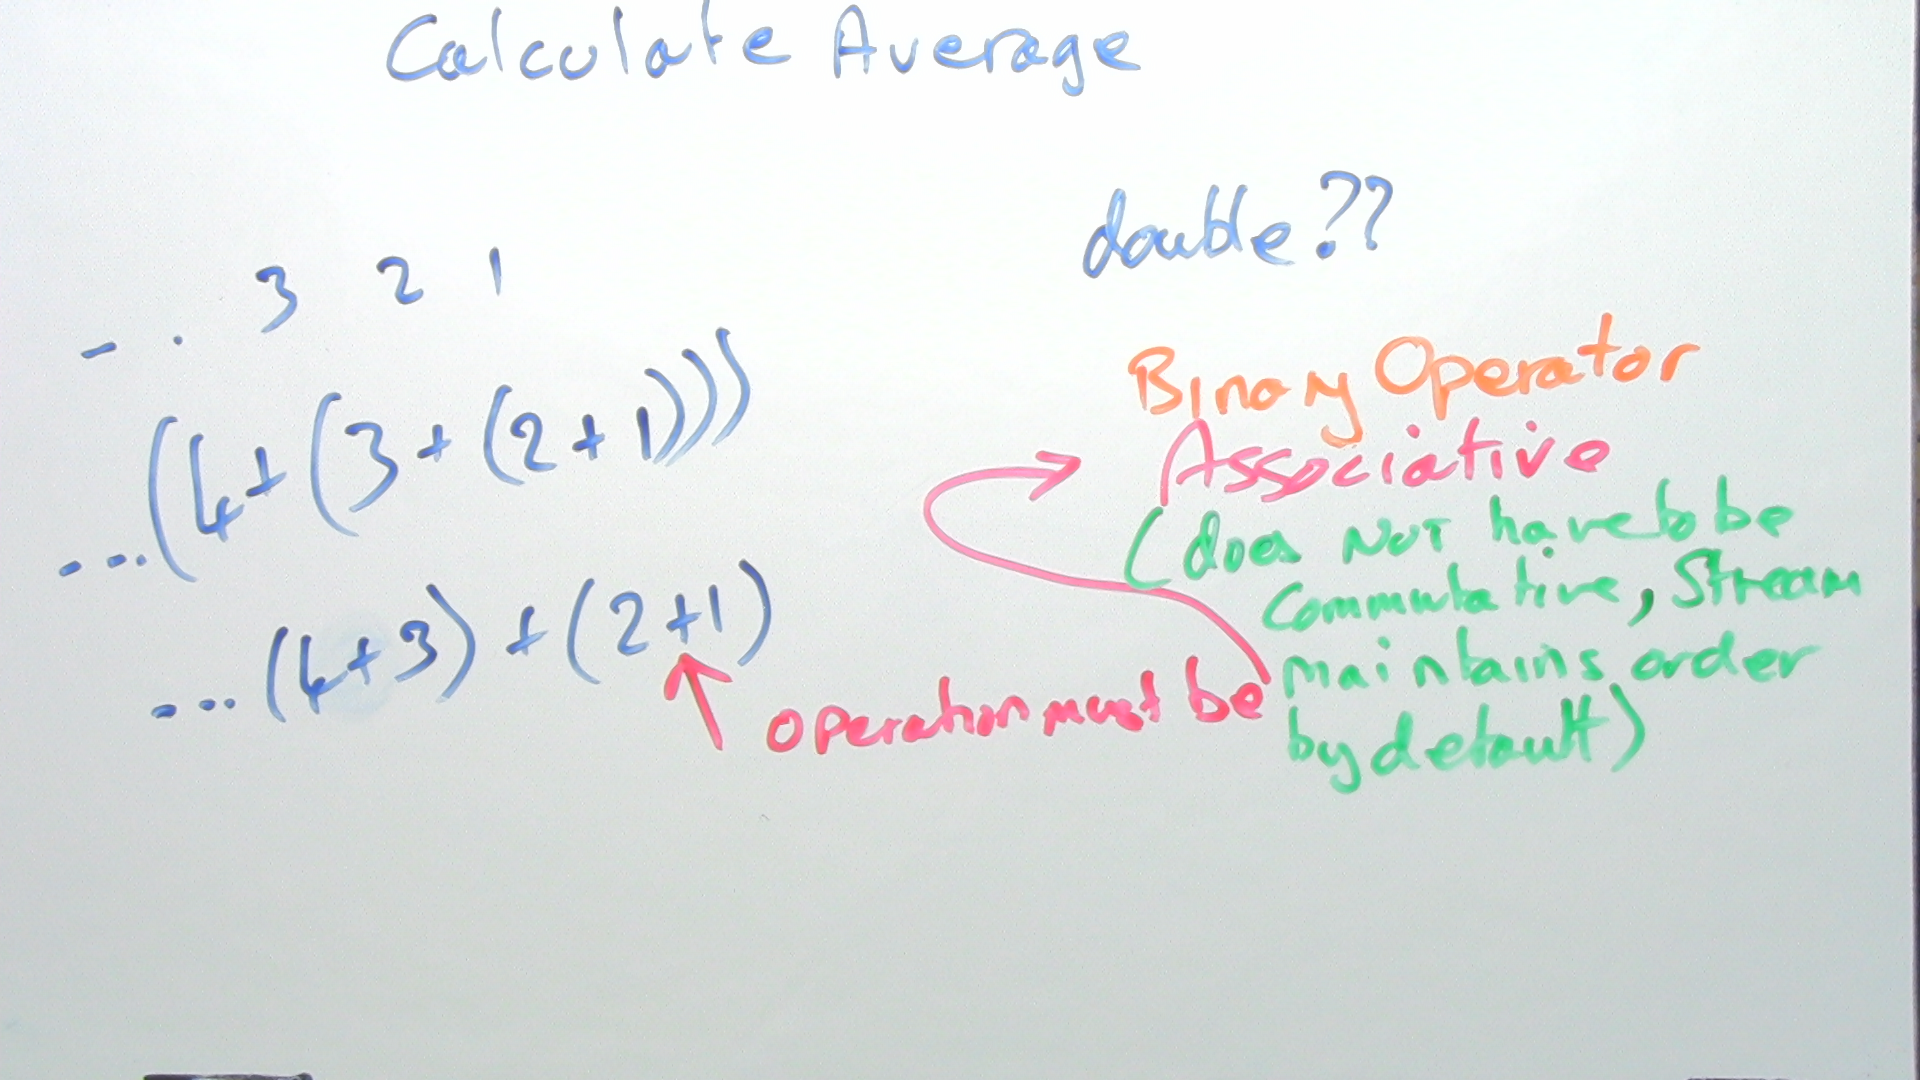 Calculate Average
double??
- . 3 2 1
Binary Operator
...(4+(3+(2+1)))
Associative
(does NOT have to be
commutative, Stream
maintains order
by default)
...(4+3)+(2+1)
operation must be